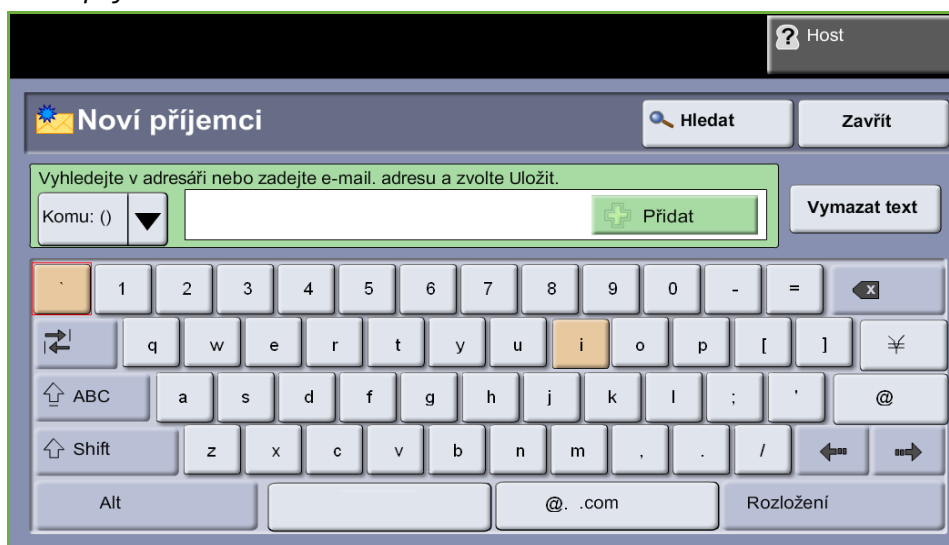 Host
Noví příjemci Hledat Zavřít
Vyhledejte v adresáři nebo zadejte e-mail. adresu a zvolte Uložit.
Komu: () Přidat Vymazat text
` 1 2 3 4 5 6 7 8 9 0 - = x
q w e r t y u i o p [ ] ¥
ABC a s d f g h j k l ; ' @
Shift z x c v b n m , . /
Alt @. .com Rozložení